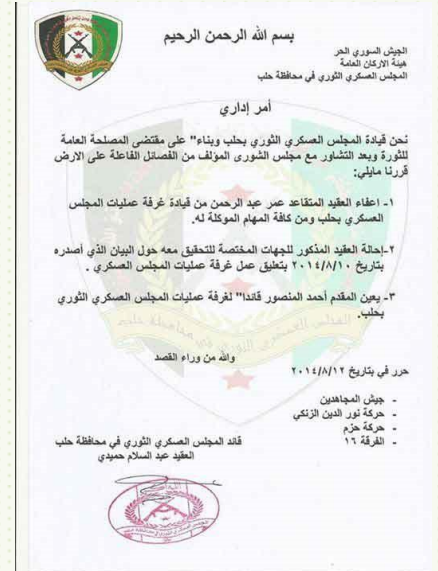 بسم الله الرحمن الرحيم
الجيش السوري الحر
هيئة الاركان العامة
المجلس العسكري الثوري في محافظة حلب
أمر إداري
نحن قيادة المجلس العسكري الثوري بحلب وبناء" على مقتضى المصلحة العامة
للثورة وبعد التشاور مع مجلس الشورى المؤلف من الفصائل الفاعلة على الارض
قررنا مايلي:
١- اعفاء العقيد المتقاعد عمر عبد الرحمن من قيادة غرفة عمليات المجلس
العسكري بحلب ومن كافة المهام الموكلة له.
٢-إحالة العقيد المذكور للجهات المختصة للتحقيق معه حول البيان الذي أصدره
بتاريخ ٢٠١٤/٨/١٠ بتعليق عمل غرفة عمليات المجلس العسكري .
٣- يعين المقدم أحمد المنصور قائدا" لغرفة عمليات المجلس العسكري الثوري
بحلب.
والله من وراء القصد
حرر في بتاريخ ٢٠١٤/٨/١٢
- جيش المجاهدين
- حركة نور الدين الزنكي
- حركة حزم
- الفرقة ١٦
قائد المجلس العسكري الثوري في محافظة حلب
العقيد عبد السلام حميدي